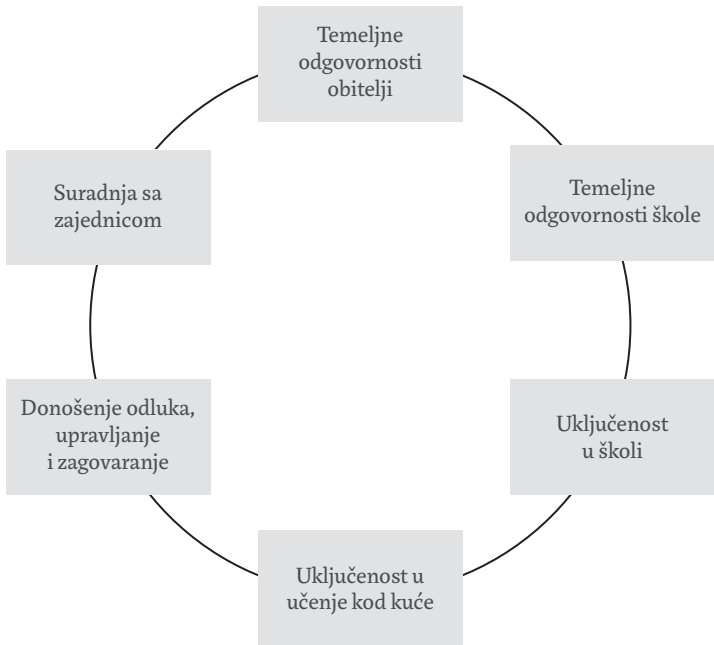 Temeljne
odgovornosti
obitelji
Temeljne
odgovornosti škole
Uključenost
u školi
Uključenost u
učenje kod kuće
Donošenje odluka,
upravljanje
i zagovaranje
Suradnja sa
zajednicom